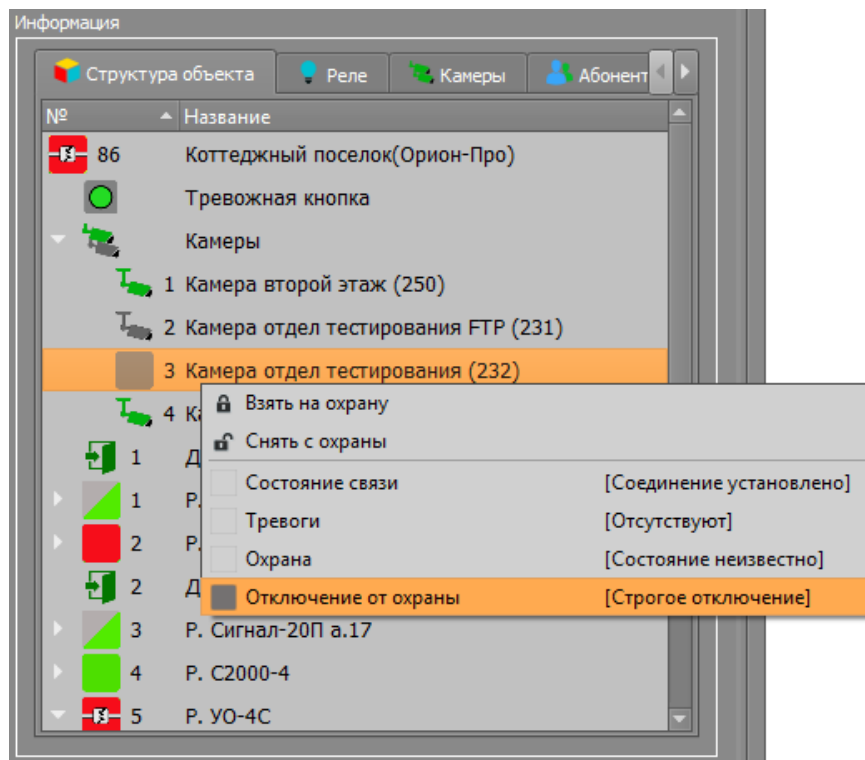 Информация
Структура объекта Реле Камеры Абонент
№ Название
86 Коттеджный поселок(Орион-Про)
Тревожная кнопка
Камеры
1 Камера второй этаж (250)
2 Камера отдел тестирования FTP (231)
3 Камера отдел тестирования (232)
4
Взять на охрану
Снять с охраны
1
Состояние связи [Соединение установлено]
1 Р.
Тревоги [Отсутствуют]
2 Р.
Охрана [Состояние неизвестно]
2
Отключение от охраны [Строгое отключение]
3 Р. Сигнал-20П а.17
4 Р. С2000-4
5 Р. УО-4С